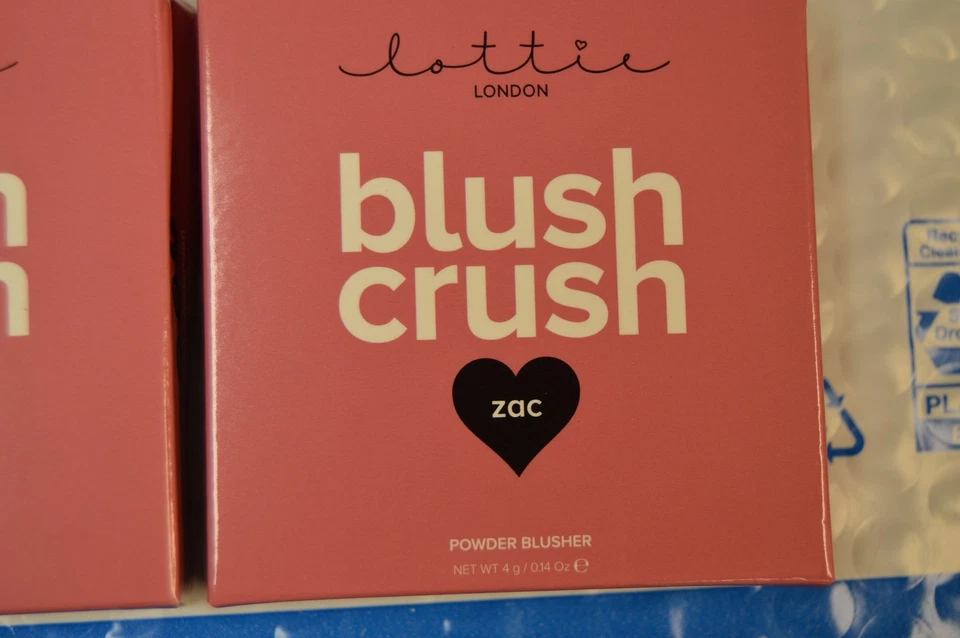 lottie
LONDON
blush
crush
zac
POWDER BLUSHER
NET WT 4 g / 0.14 Oz ℮
h
h